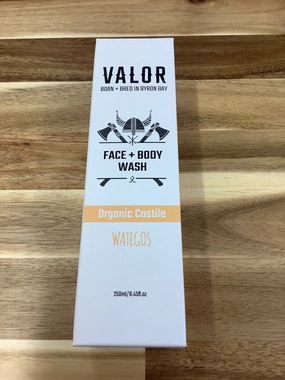 VALOR
BORN + BRED IN BYRON BAY
FACE + BODY
WASH
Organic Castile
WATEGOS
250ml/8.45fl.oz